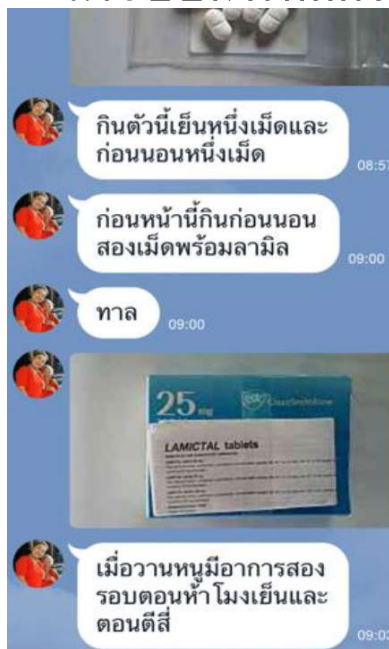 กินตัวนี้เย็นหนึ่งเม็ดและ
ก่อนนอนหนึ่งเม็ด
08:57
ก่อนหน้านี้กินก่อนนอน
สองเม็ดพร้อมลามิล
09:00
ทาล
09:00
25 mg
GlaxoSmithKline
LAMICTAL tablets
เมื่อวานหนูมีอาการสอง
รอบตอนห้าโมงเย็นและ
ตอนตีสี่
09:03